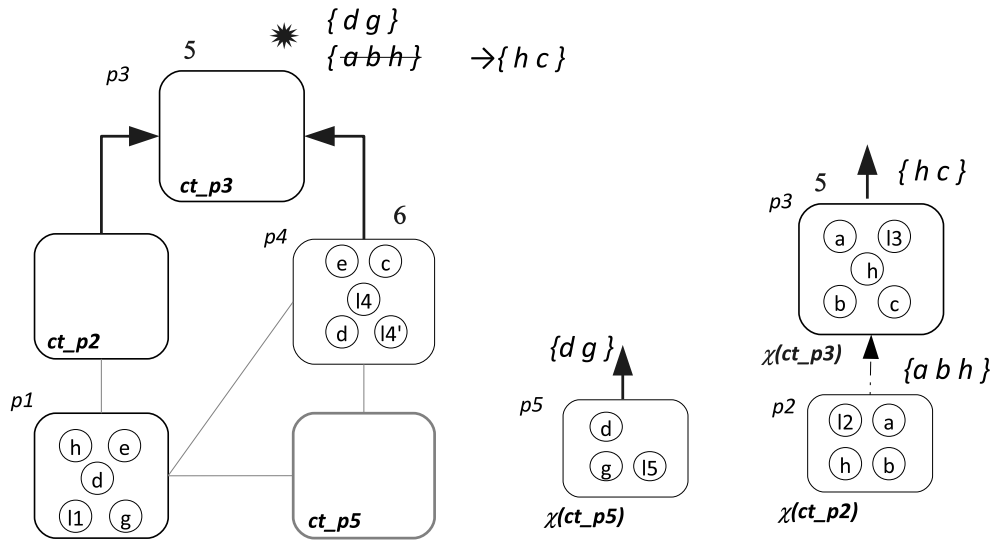 { d g }
5
{ a b h } →{ h c }
p3
ct_p3
6
p4
e c
l4
d l4'
ct_p2
p1
h e
d
l1 g
ct_p5
{d g }
p5
d
g l5
χ(ct_p5)
{ h c }
5
p3
a l3
h
b c
χ(ct_p3)
{a b h }
p2
l2 a
h b
χ(ct_p2)